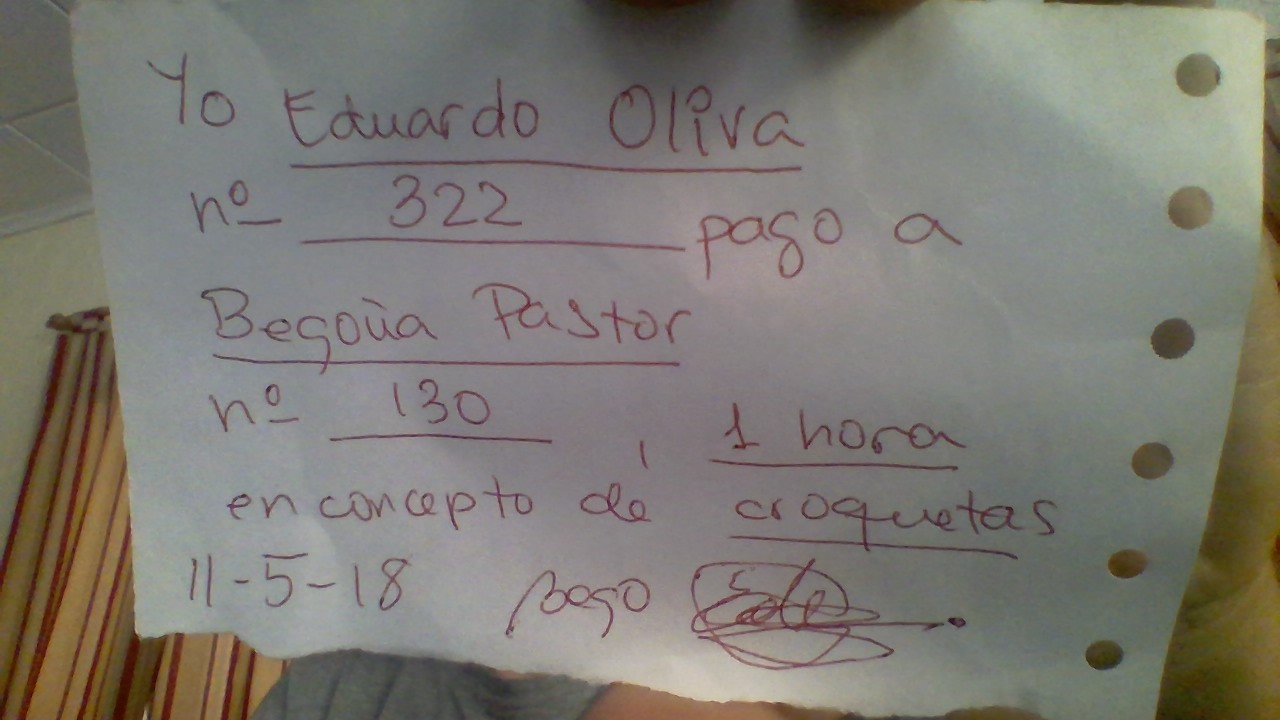 Yo Eduardo Oliva
nº 322 pago a
Begoña Pastor
nº 130, 1 hora
en concepto de croquetas
11-5-18 Bego Edu